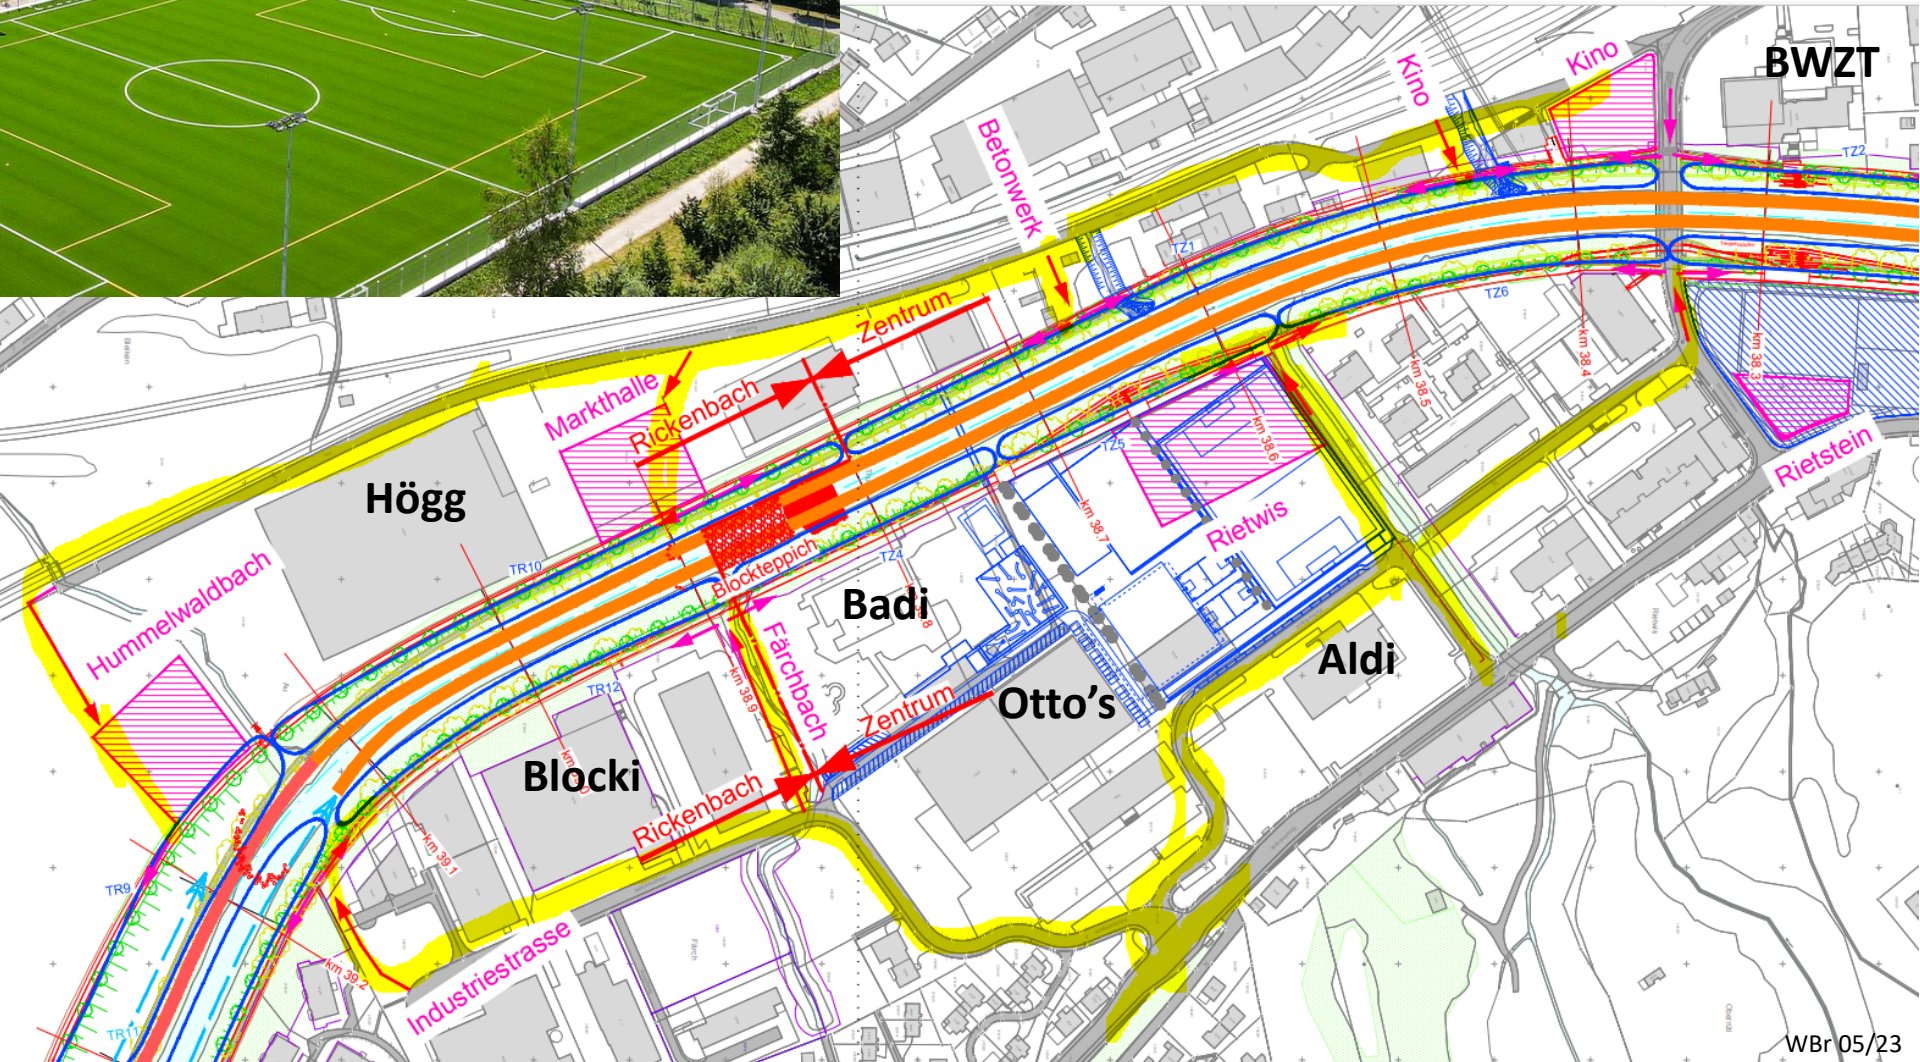 BWZT
Kino
Kino
Betonwerk
TZ2
TZ1
TZ6
Zentrum
km 38.3
km 38.4
km 38.5
Markthalle
Rickenbach
km 38.6
TZ5
Rietstein
Högg
km 38.7
Rietwis
TR10
Blockteppich
TZ4
Hummelwaldbach
Badi
Färchbach
Aldi
TR12
km 38.9
Zentrum
Otto's
Blocki
Rickenbach
km 39.1
TR9
Industriestrasse
km 39.2
TR11
WBr 05/23